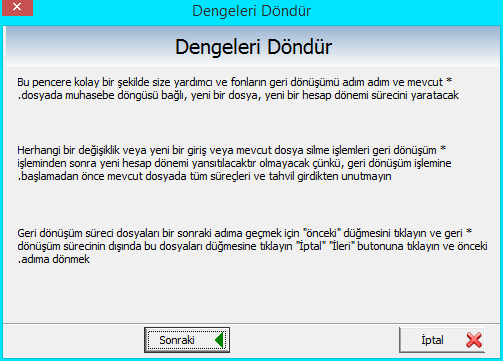 Dengeleri Döndür
Dengeleri Döndür
Bu pencere kolay bir şekilde size yardımcı ve fonların geri dönüşümü adım adım ve mevcut *
.dosyada muhasebe döngüsü bağlı, yeni bir dosya, yeni bir hesap dönemi sürecini yaratacak
Herhangi bir değişiklik veya yeni bir giriş veya mevcut dosya silme işlemleri geri dönüşüm *
işleminden sonra yeni hesap dönemi yansıtılacaktır olmayacak çünkü, geri dönüşüm işlemine
.başlamadan önce mevcut dosyada tüm süreçleri ve tahvil girdikten unutmayın
Geri dönüşüm süreci dosyaları bir sonraki adıma geçmek için "önceki" düğmesini tıklayın ve geri *
dönüşüm sürecinin dışında bu dosyaları düğmesine tıklayın "İptal" "İleri" butonuna tıklayın ve önceki
.adıma dönmek
Sonraki
İptal